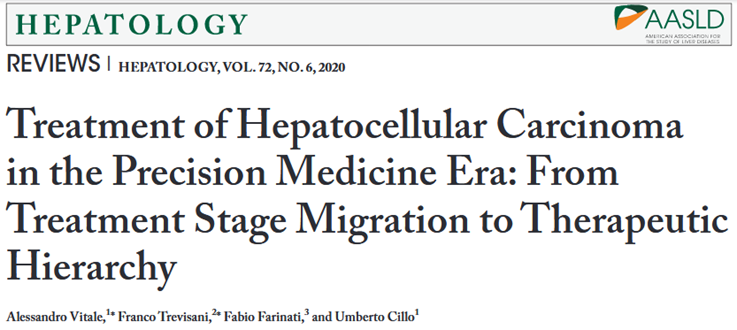 HEPATOLOGY
AASLD
AMERICAN ASSOCIATION FOR
THE STUDY OF LIVER DISEASES
REVIEWS | HEPATOLOGY, VOL. 72, NO. 6, 2020
Treatment of Hepatocellular Carcinoma
in the Precision Medicine Era: From
Treatment Stage Migration to Therapeutic
Hierarchy
Alessandro Vitale,1* Franco Trevisani,2* Fabio Farinati,3 and Umberto Cillo1